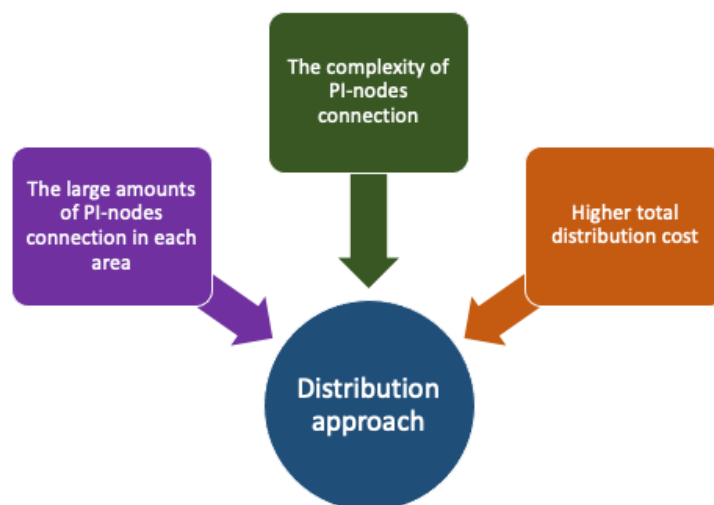 The complexity of
PI-nodes
connection
The large amounts
of PI-nodes
connection in each
area
Higher total
distribution cost
Distribution
approach